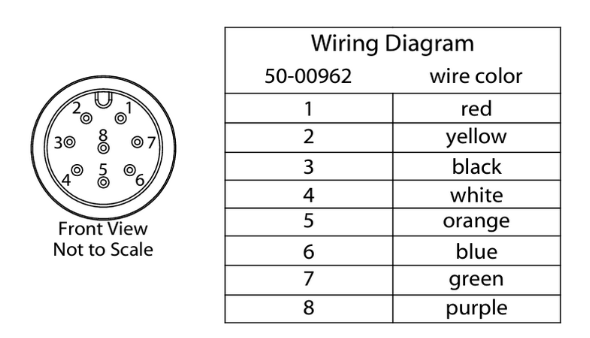 2 1
8
3 7
5
4 6
Front View
Not to Scale
Wiring Diagram
50-00962 wire color
1 red
2 yellow
3 black
4 white
5 orange
6 blue
7 green
8 purple